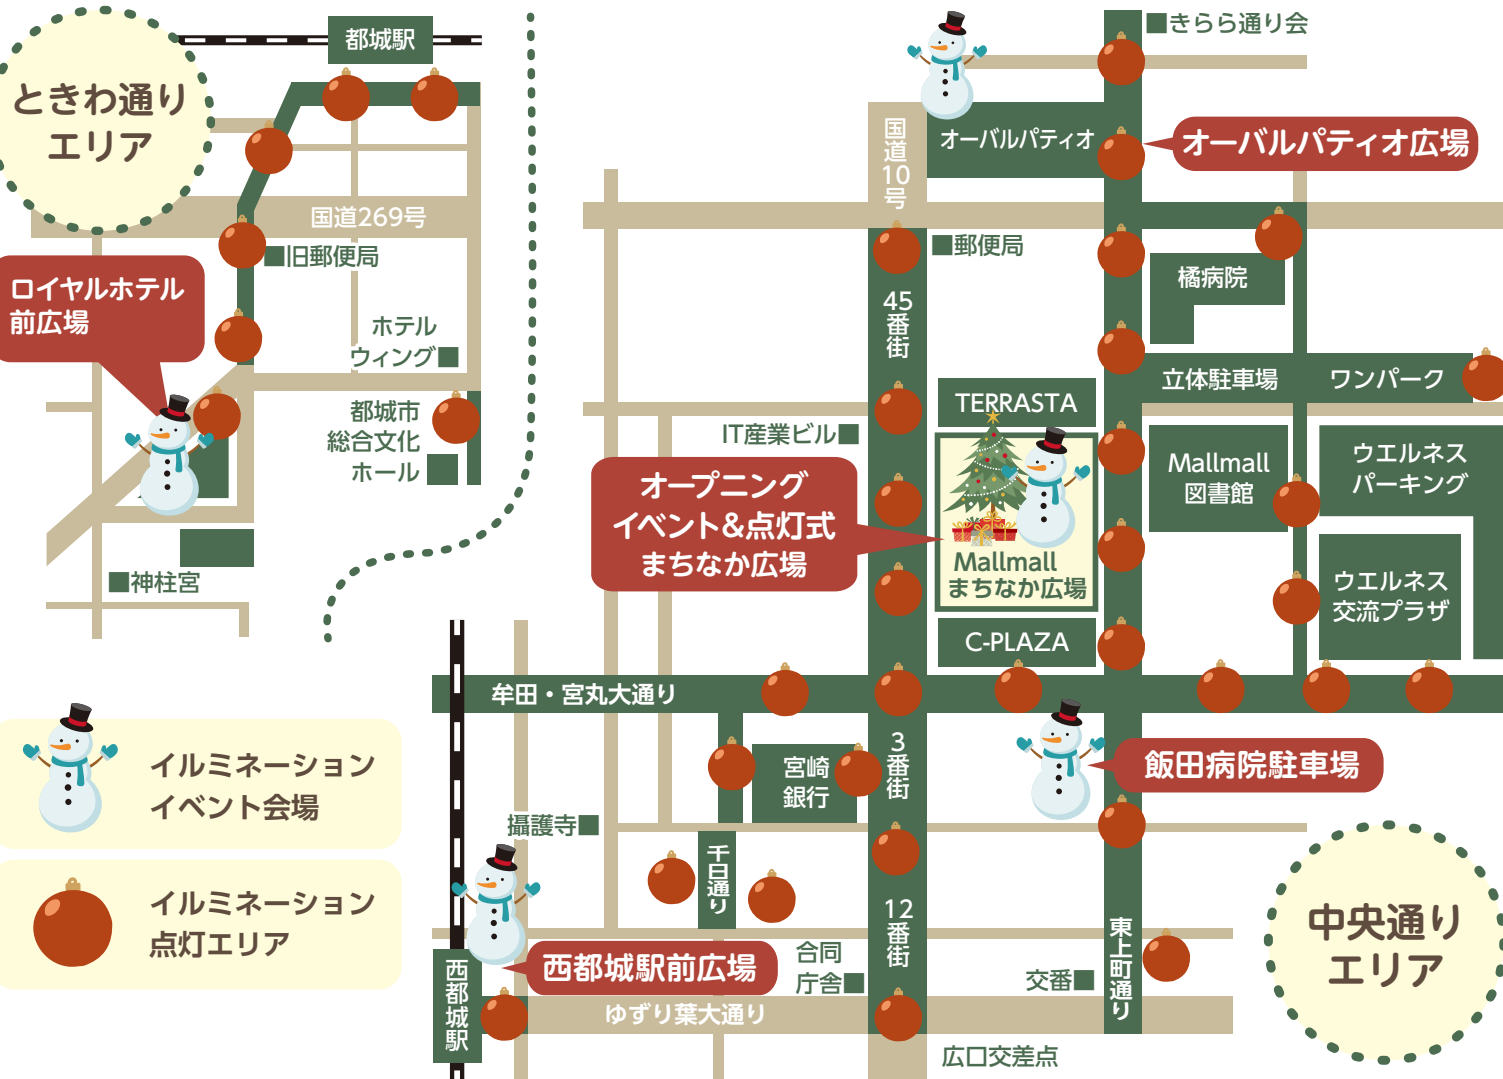 都城駅
ときわ通り
エリア
国道269号
■旧郵便局
ロイヤルホテル
前広場
ホテル
ウィング■
都城市
総合文化
ホール■
■神柱宮
イルミネーション
イベント会場
イルミネーション
点灯エリア
■きらら通り会
国道10号
オーバルパティオ
オーバルパティオ広場
■郵便局
橘病院
45番街
立体駐車場
ワンパーク
TERRASTA
IT産業ビル■
オープニング
イベント&点灯式
まちなか広場
Mallmall
まちなか広場
Mallmall
図書館
ウエルネス
パーキング
ウエルネス
交流プラザ
C-PLAZA
牟田・宮丸大通り
宮崎
銀行
3番街
飯田病院駐車場
攝護寺■
千日通り
12番街
東上町通り
中央通り
エリア
西都城駅前広場
西都城駅
合同
庁舎■
交番■
ゆずり葉大通り
広口交差点